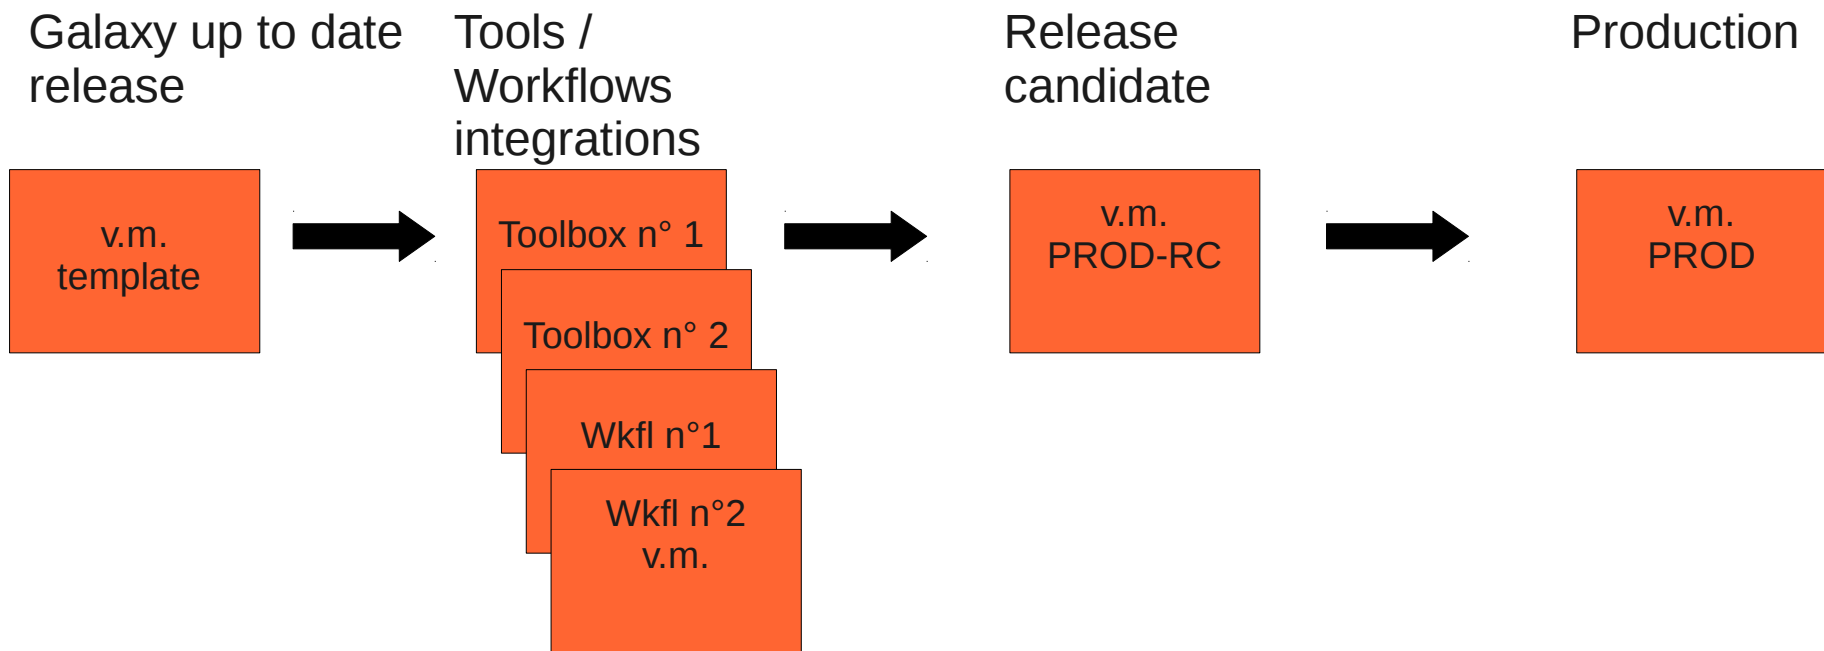 Galaxy up to date
release
Tools /
Workflows
integrations
Release
candidate
Production
v.m.
template
Toolbox n° 1
Toolbox n° 2
Wkfl n°1
Wkfl n°2
v.m.
v.m.
PROD-RC
v.m.
PROD